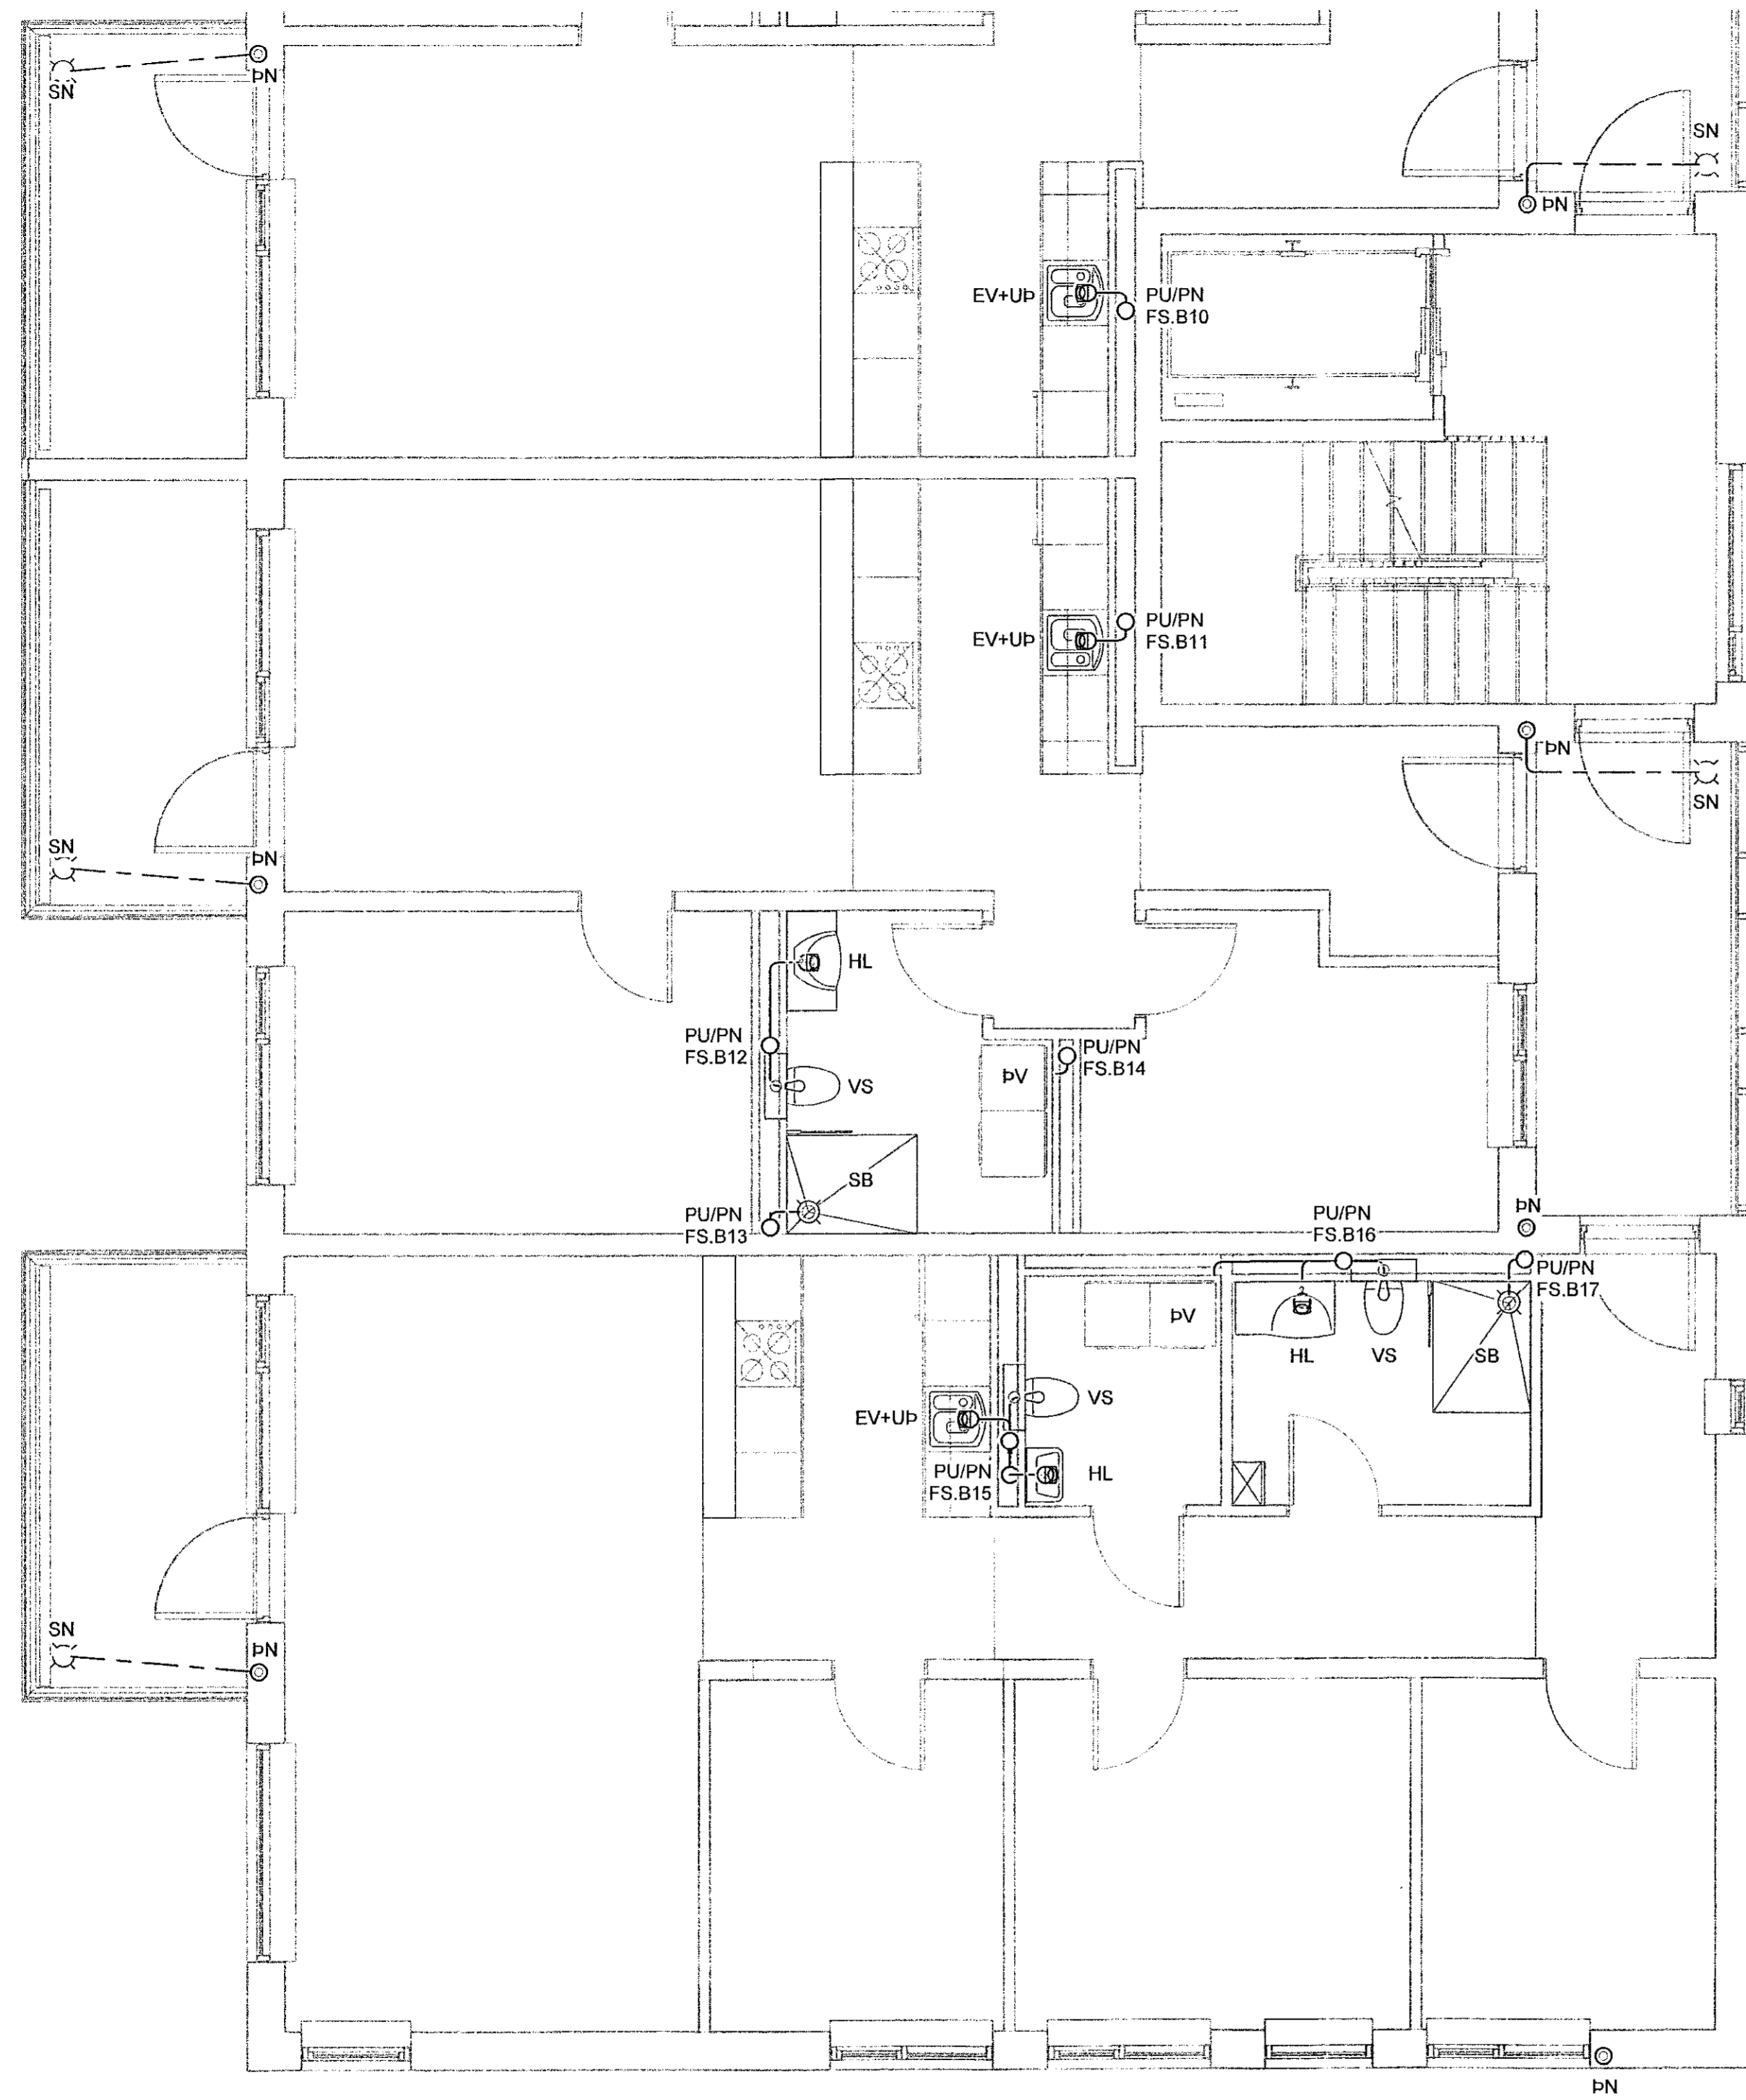 ÞN
SN
SN
ÞN
EV+UÞ
PU/PN
FS.B10
EV+UÞ
PU/PN
FS.B11
ÞN
SN
SN
ÞN
HL
PU/PN
FS.B12
VS
ÞV
PU/PN
FS.B14
SB
PU/PN
FS.B13
PU/PN
FS.B16
ÞN
PU/PN
FS.B17
ÞV
HL
VS
SB
VS
EV+UÞ
PU/PN
FS.B15
HL
SN
ÞN
ÞN